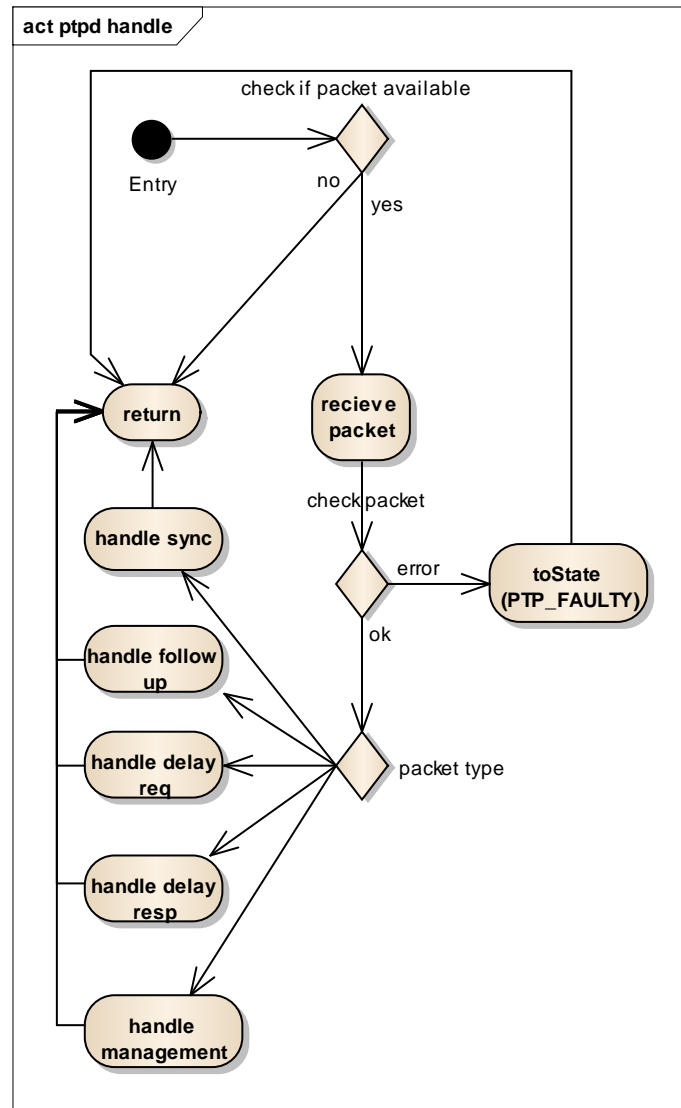 act ptpd handle
check if packet available
Entry
no
yes
return
recieve
packet
check packet
handle sync
error
toState
(PTP_FAULTY)
ok
handle follow
up
handle delay
req
packet type
handle delay
resp
handle
management